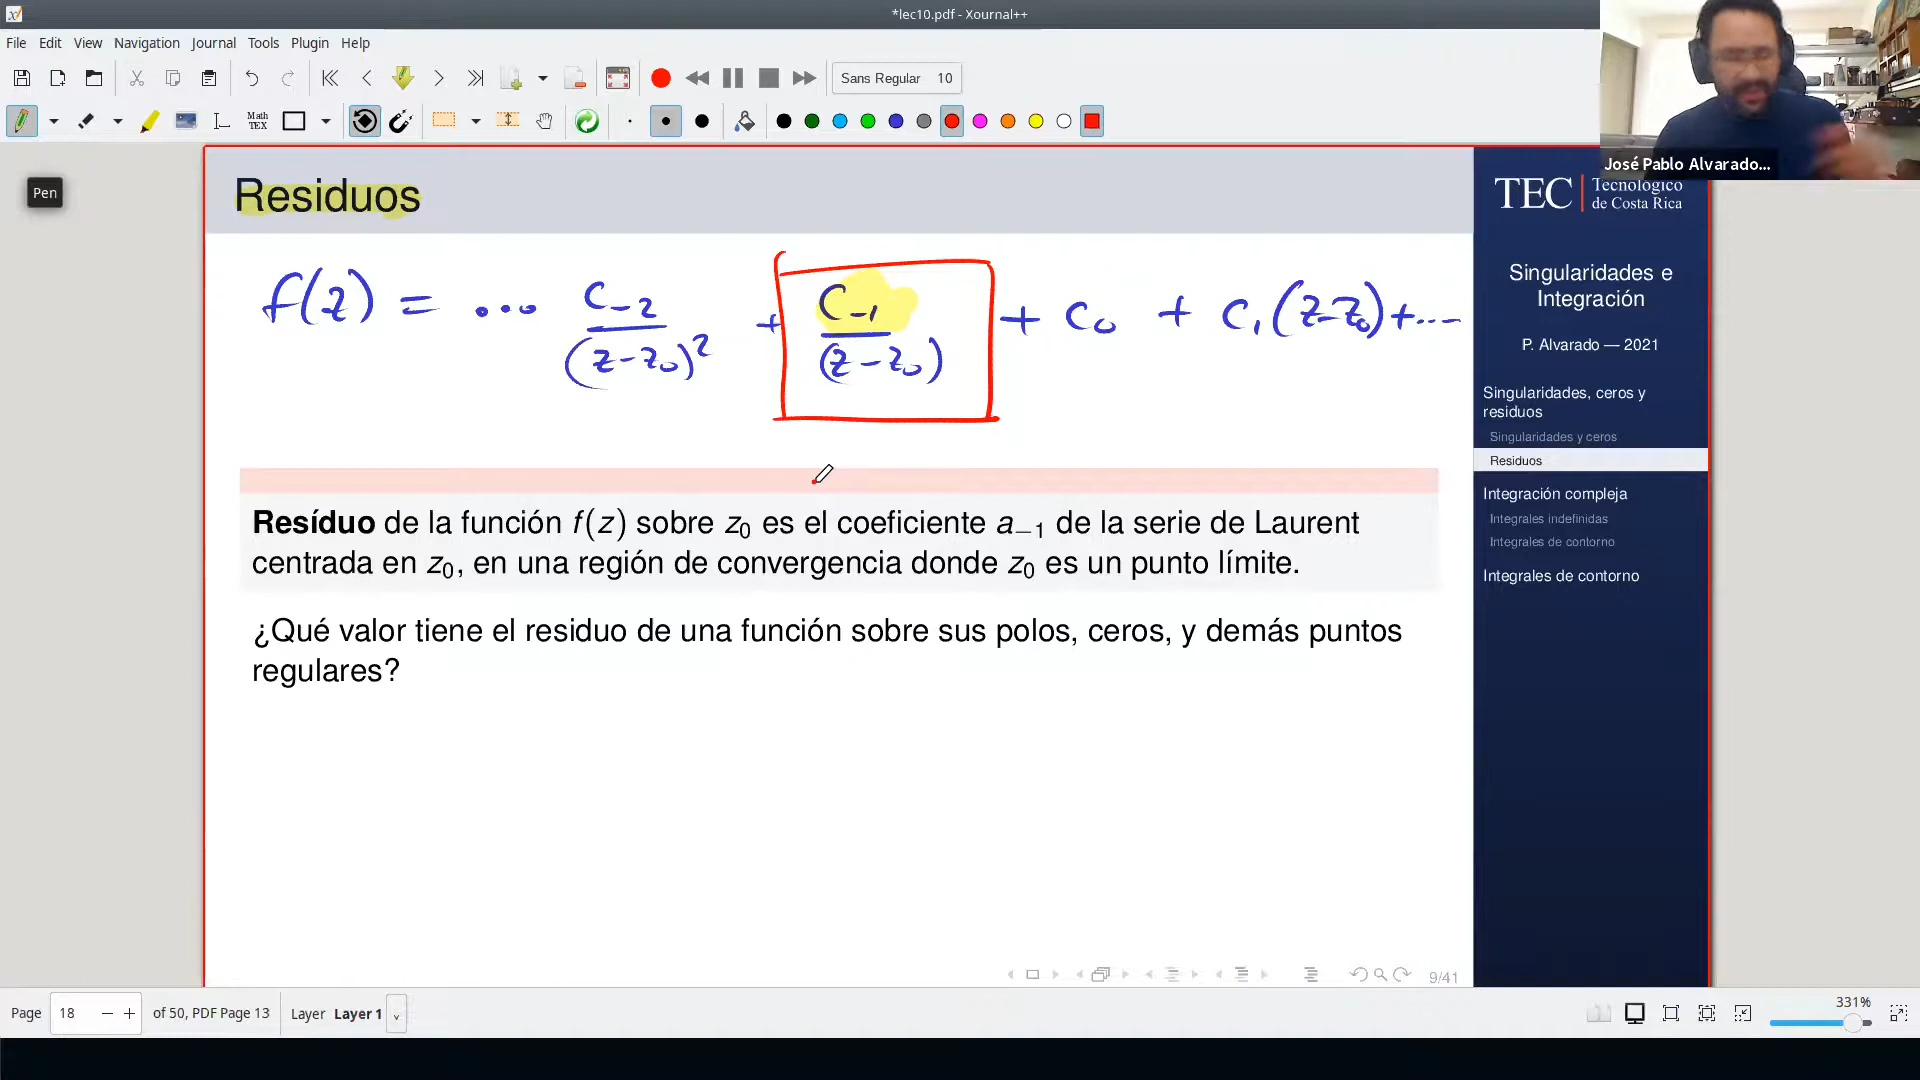 *lec10.pdf - Xournal++
File Edit View Navigation Journal Tools Plugin Help
Sans Regular 10
Math
TEX
Pen
José Pablo Alvarado...
Residuos
f(z) = ... c₋₂/(z-z₀)² + c₋₁/(z-z₀) + c₀ + c₁(z-z₀)+...
Resíduo de la función f(z) sobre z₀ es el coeficiente a₋₁ de la serie de Laurent
centrada en z₀, en una región de convergencia donde z₀ es un punto límite.
¿Qué valor tiene el residuo de una función sobre sus polos, ceros, y demás puntos
regulares?
9/41
TEC | Tecnológico
de Costa Rica
Singularidades e
Integración
P. Alvarado — 2021
Singularidades, ceros y
residuos
Singularidades y ceros
Residuos
Integración compleja
Integrales indefinidas
Integrales de contorno
Integrales de contorno
Page 18 of 50, PDF Page 13 Layer Layer 1
331%